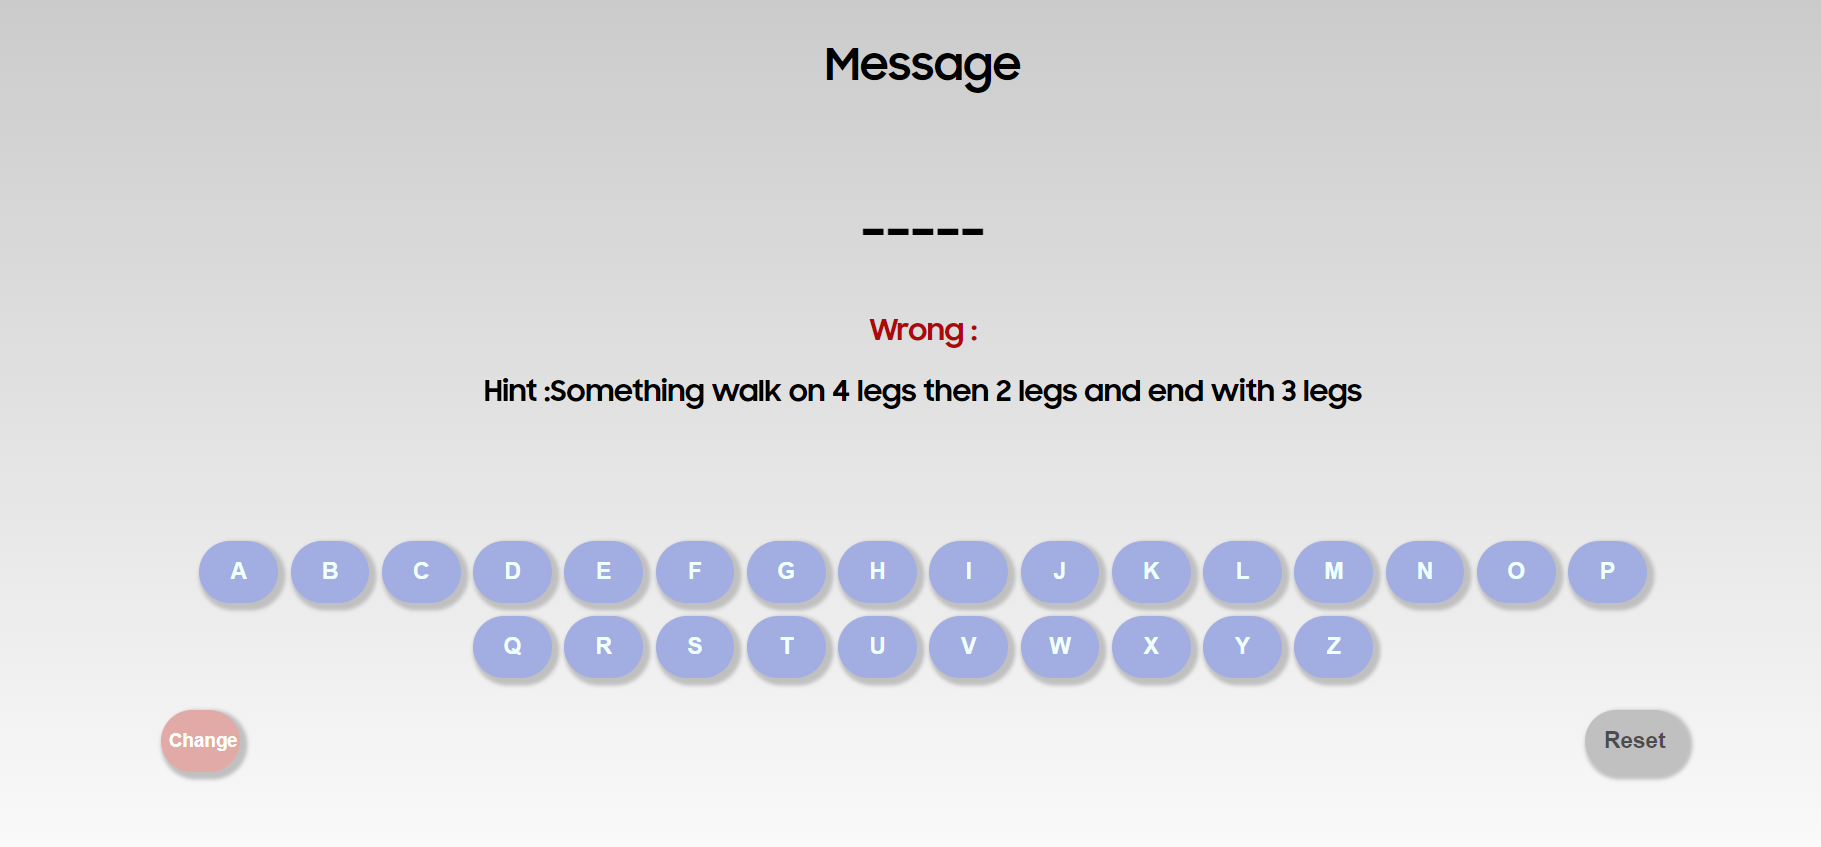 Message
-----
Wrong :
Hint :Something walk on 4 legs then 2 legs and end with 3 legs
A B C D E F G H I J K L M N O P
Q R S T U V W X Y Z
Change Reset